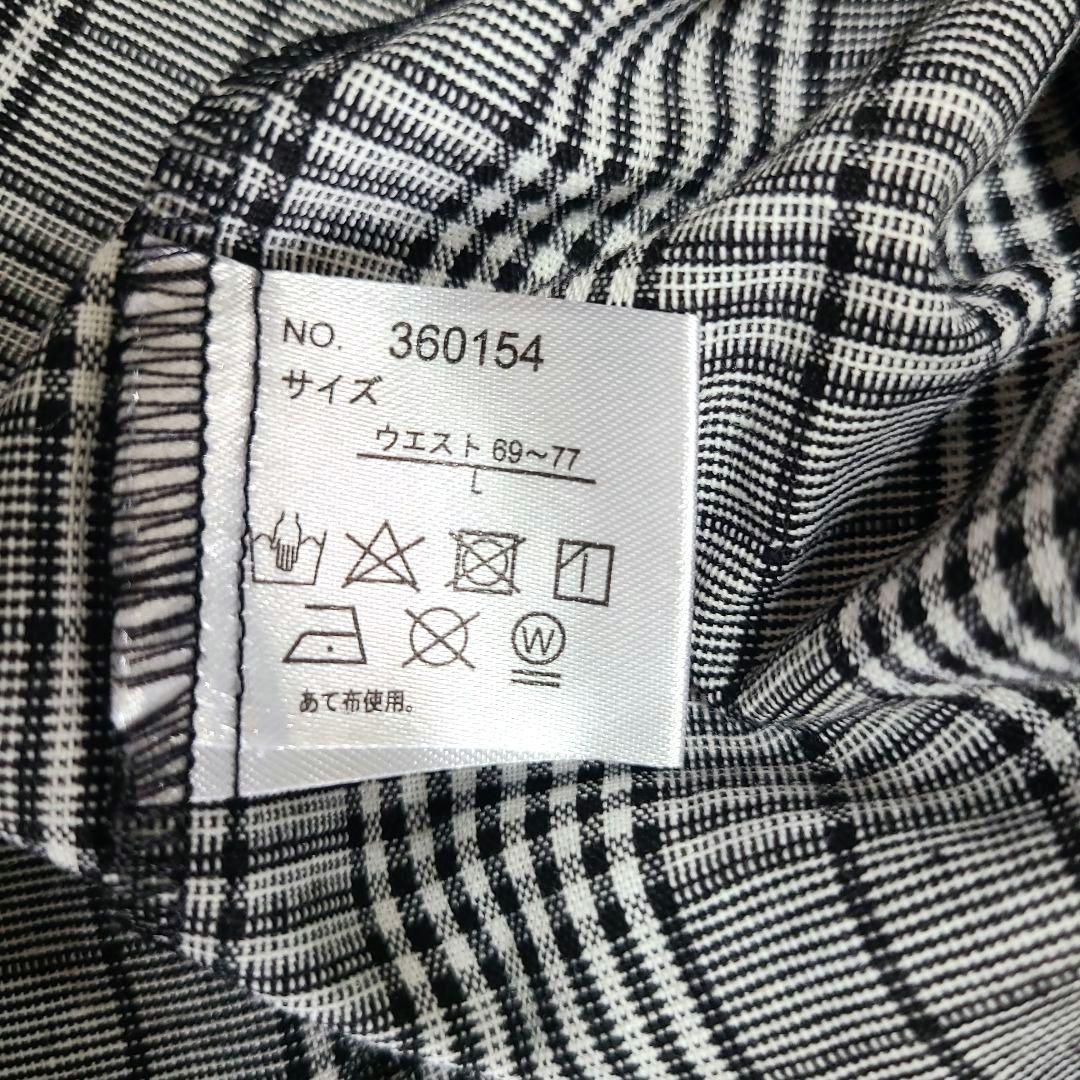 NO. 360154
サイズ
ウエスト 69~77
L
W
あて布使用。